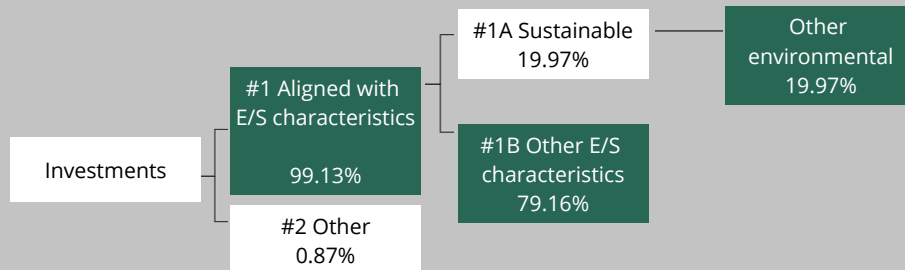 Investments
#1 Aligned with
E/S characteristics
99.13%
#2 Other
0.87%
#1A Sustainable
19.97%
#1B Other E/S
characteristics
79.16%
Other
environmental
19.97%